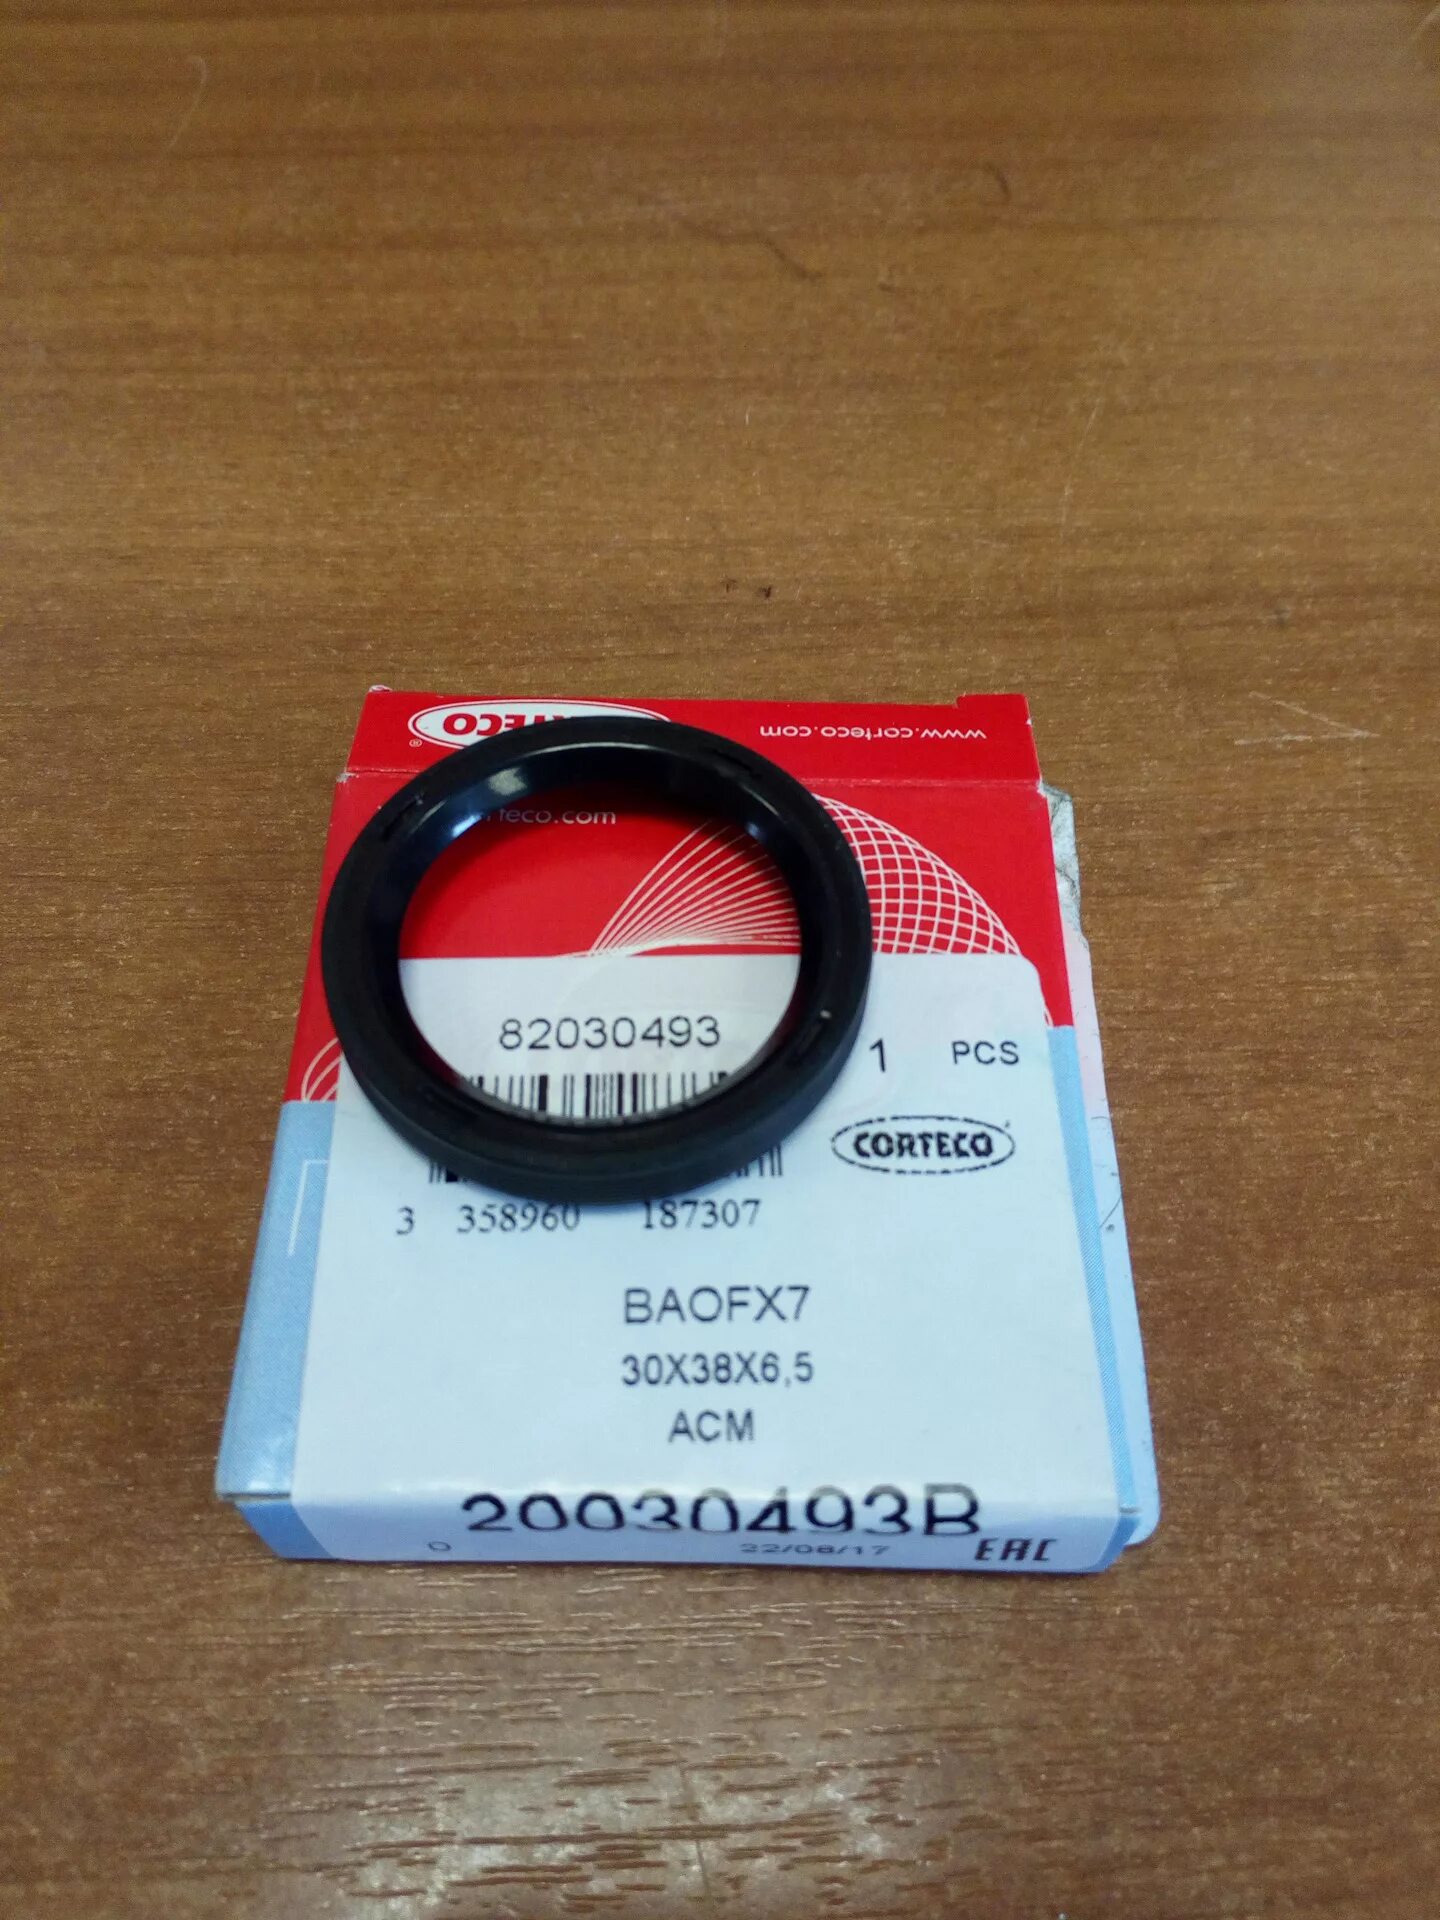 www.corteco.com
rteco.com
82030493
1 PCS
CORTECO
3 358960 187307
BAOFX7
30X38X6,5
ACM
20030493B
22/08/17
EAC